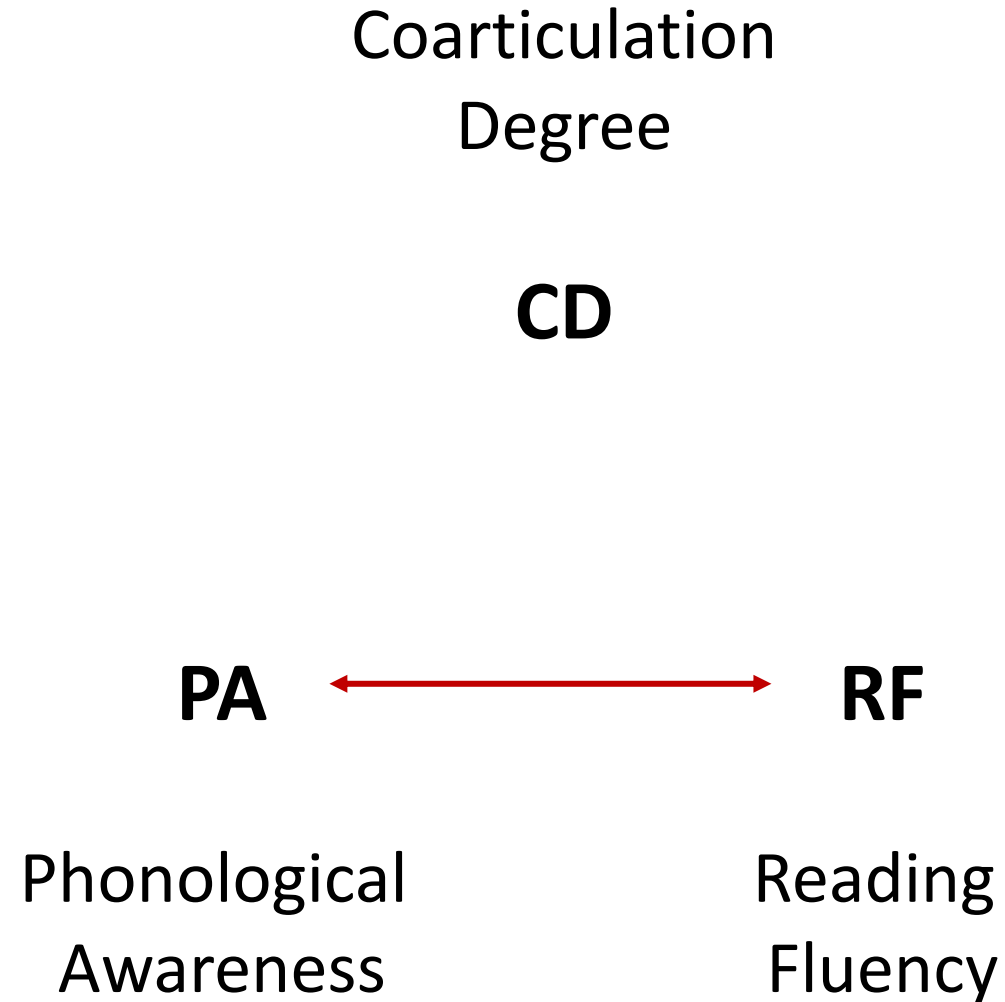 Coarticulation
Degree
CD
PA RF
Phonological Reading
Awareness Fluency